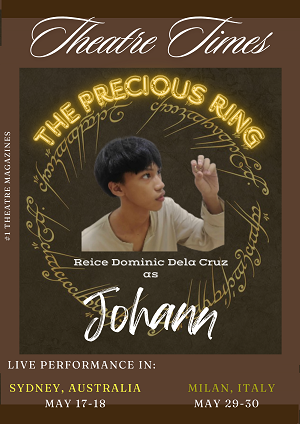 Theatre Times
#1 THEATRE MAGAZINES
THE PRECIOUS RING
Reice Dominic Dela Cruz
as
Johann
LIVE PERFORMANCE IN:
SYDNEY, AUSTRALIA
MAY 17-18
MILAN, ITALY
MAY 29-30